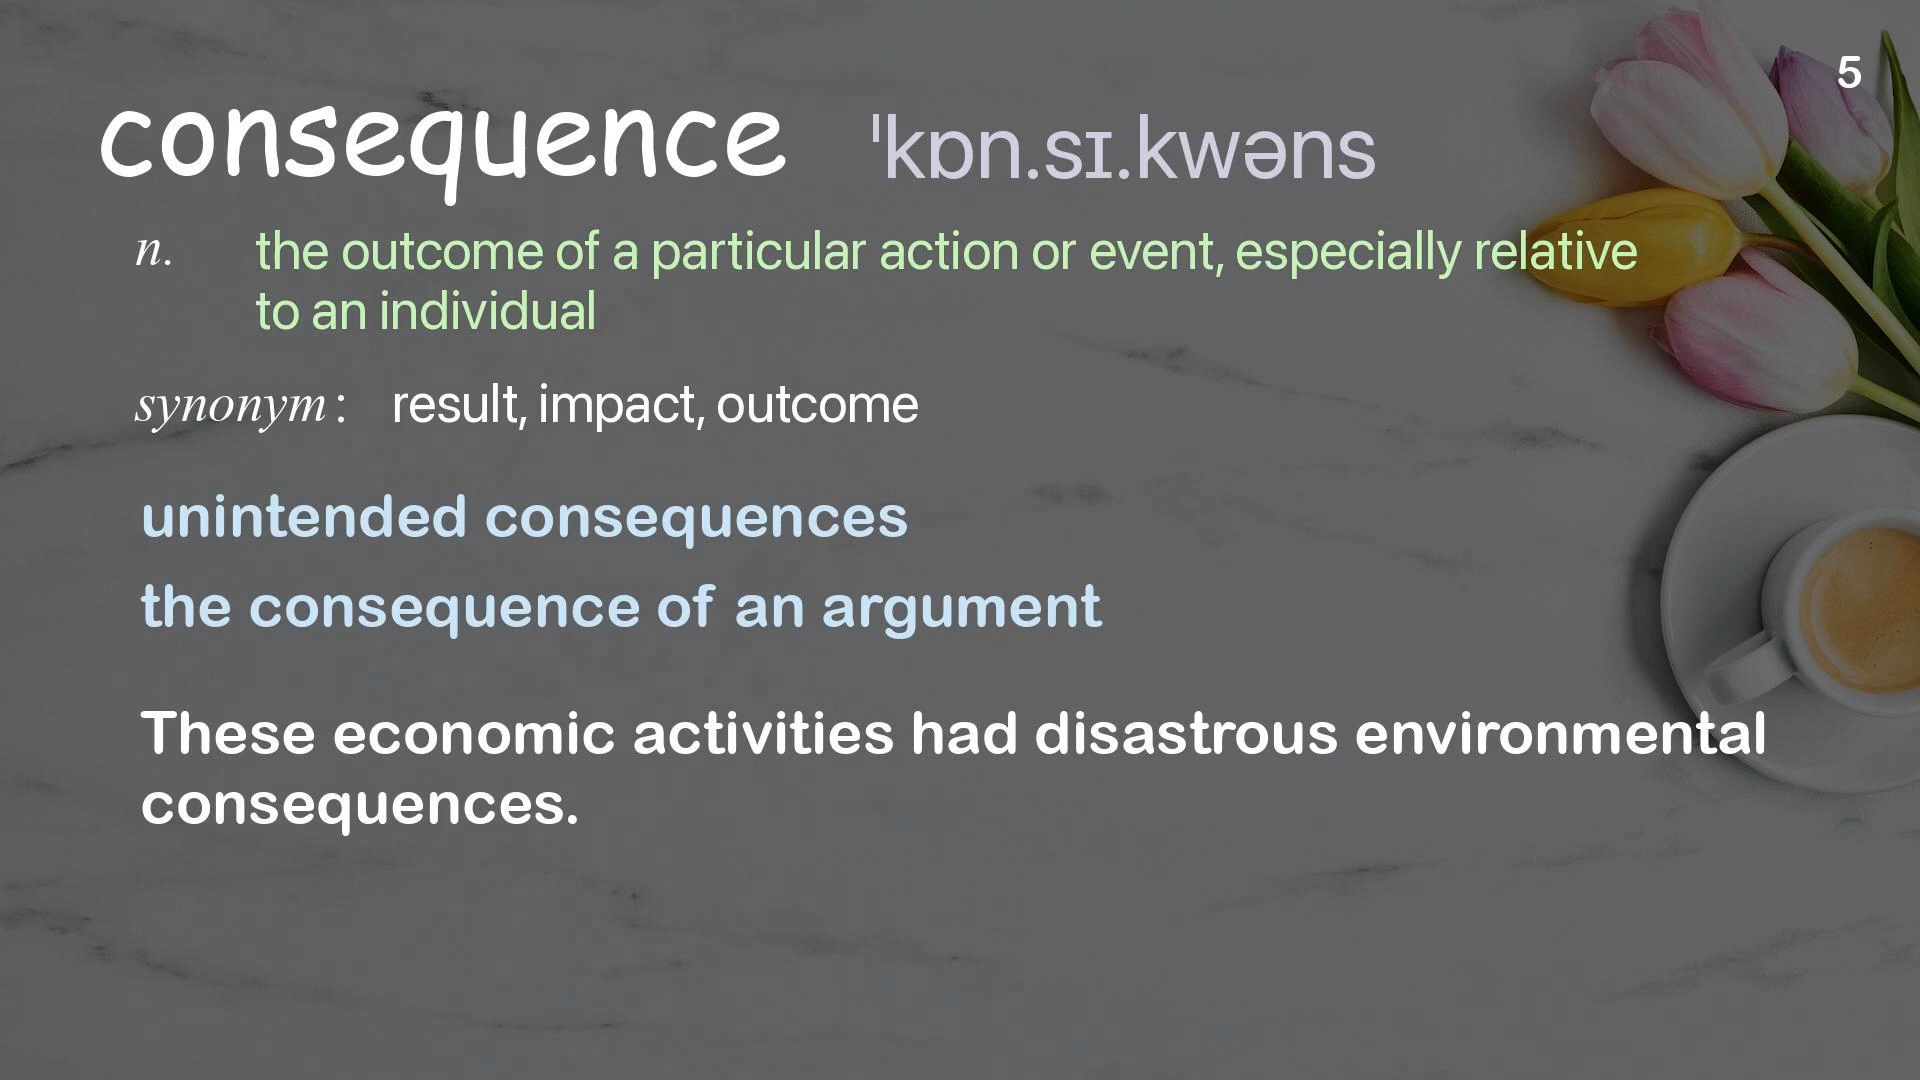 5
consequence ˈkɒn.sɪ.kwəns
n. the outcome of a particular action or event, especially relative
to an individual
synonym: result, impact, outcome
unintended consequences
the consequence of an argument
These economic activities had disastrous environmental
consequences.